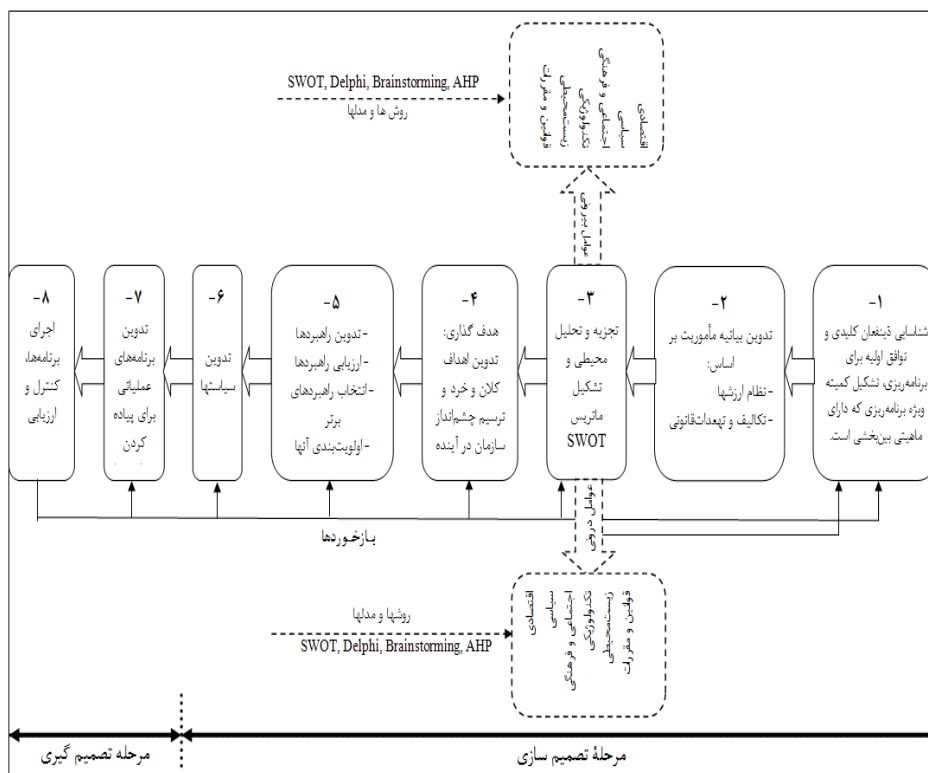 اقتصادی
سیاسی
اجتماعی و فرهنگی
تکنولوژیکی
زیست‌محیطی
قوانین و مقررات
SWOT, Delphi, Brainstorming, AHP
روش ها و مدلها
عوامل بیرونی
۱-
شناسایی ذینفعان کلیدی و
توافق اولیه برای
برنامه‌ریزی، تشکیل کمیته
ویژه برنامه‌ریزی که دارای
ماهیتی بین‌بخشی است.
۲-
تدوین بیانیه مأموریت بر
اساس:
-نظام ارزشها
-تکالیف و تعهدات‌قانونی
۳-
تجزیه و تحلیل
محیطی و
تشکیل
ماتریس
SWOT
۴-
هدف گذاری:
تدوین اهداف
کلان و خرد و
ترسیم چشم‌انداز
سازمان در آینده
۵-
-تدوین راهبردها
-ارزیابی راهبردها
-انتخاب راهبردهای
برتر
-اولویت‌بندی آنها
۶-
تدوین
سیاستها
۷-
تدوین
برنامه‌های
عملیاتی
برای پیاده
کردن
۸-
اجرای
برنامه‌ها،
کنترل و
ارزیابی
عوامل درونی
بازخوردها
اقتصادی
سیاسی
اجتماعی و فرهنگی
تکنولوژیکی
زیست‌محیطی
قوانین و مقررات
روشها و مدلها
SWOT, Delphi, Brainstorming, AHP
مرحلهٔ تصمیم سازی
مرحله تصمیم گیری